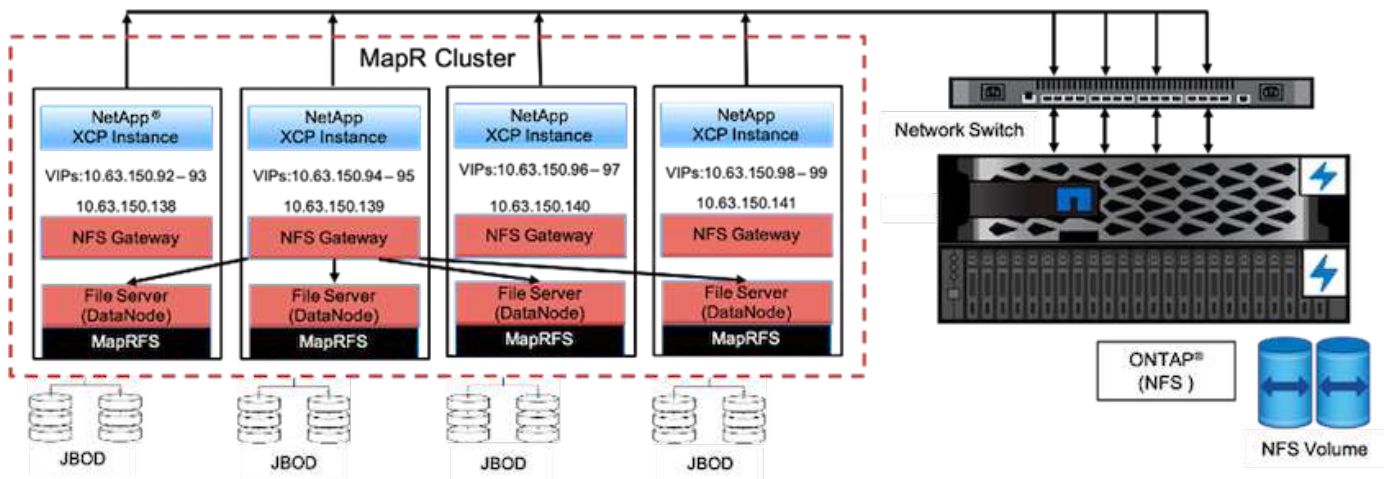 MapR Cluster
NetApp®
XCP Instance
VIPs:10.63.150.92–93
10.63.150.138
NFS Gateway
File Server
(DataNode)
MapRFS
JBOD
NetApp
XCP Instance
VIPs:10.63.150.94–95
10.63.150.139
NFS Gateway
File Server
(DataNode)
MapRFS
JBOD
NetApp
XCP Instance
VIPs:10.63.150.96–97
10.63.150.140
NFS Gateway
File Server
(DataNode)
MapRFS
JBOD
NetApp
XCP Instance
VIPs:10.63.150.98–99
10.63.150.141
NFS Gateway
File Server
(DataNode)
MapRFS
JBOD
Network Switch
ONTAP®
(NFS )
NFS Volume